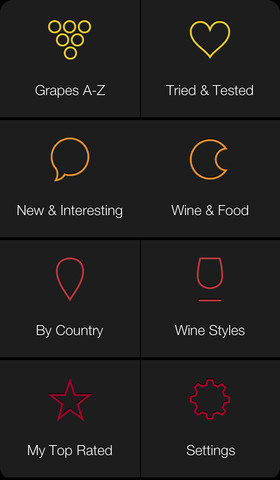 Grapes A-Z
Tried & Tested
New & Interesting
Wine & Food
By Country
Wine Styles
My Top Rated
Settings